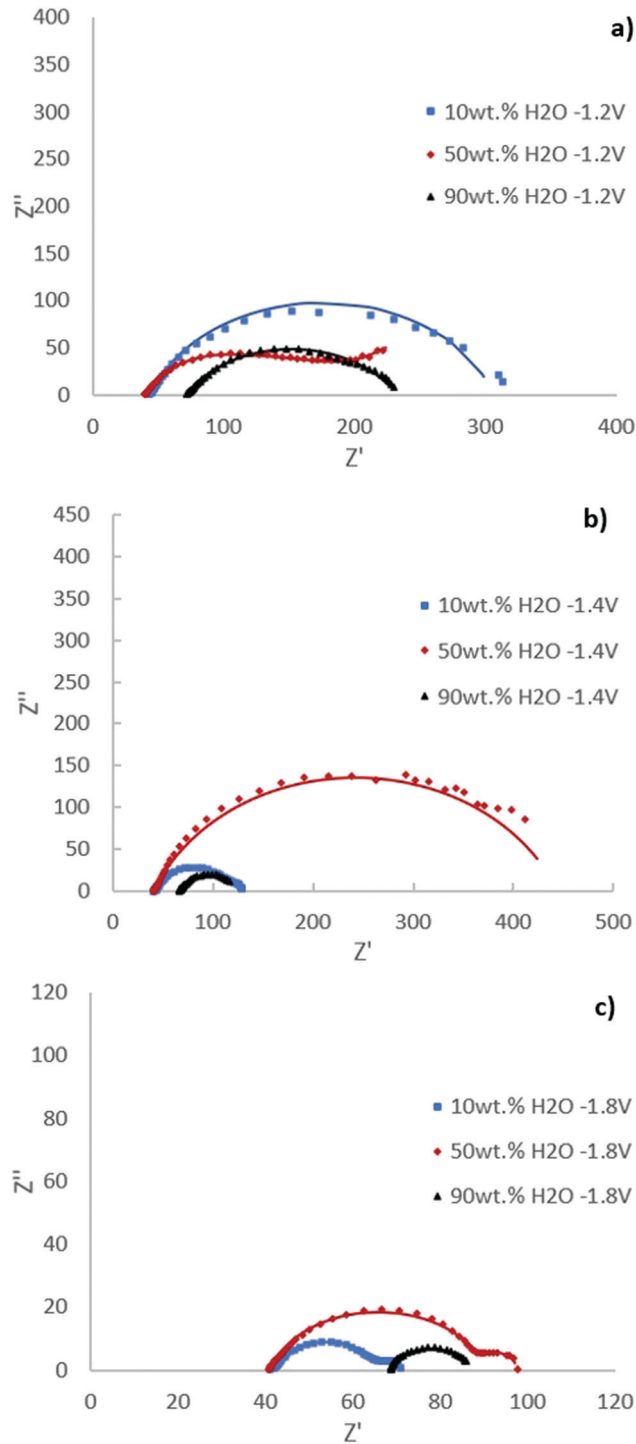 a)
400
350
300
250
200
150
100
50
0
Z''
10wt.% H2O -1.2V
50wt.% H2O -1.2V
90wt.% H2O -1.2V
0 100 200 300 400
Z'
b)
450
400
350
300
250
200
150
100
50
0
Z''
10wt.% H2O -1.4V
50wt.% H2O -1.4V
90wt.% H2O -1.4V
0 100 200 300 400 500
Z'
c)
120
100
80
60
40
20
0
Z''
10wt.% H2O -1.8V
50wt.% H2O -1.8V
90wt.% H2O -1.8V
0 20 40 60 80 100 120
Z'